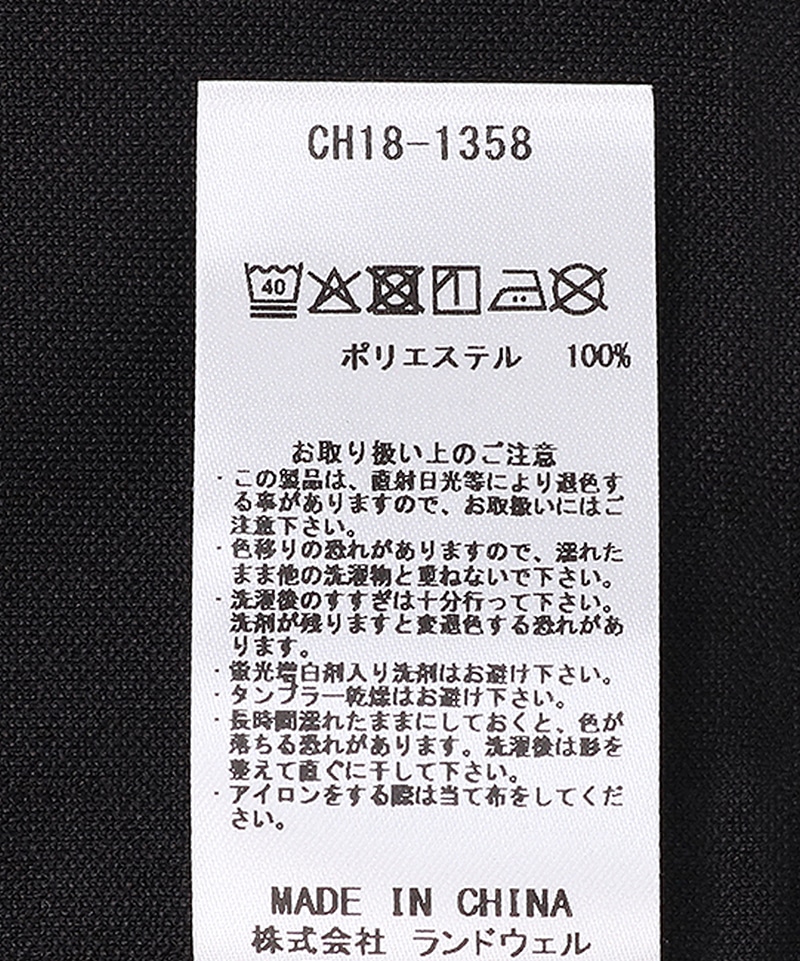 CH18-1358
40
ポリエステル 100%
お取り扱い上のご注意
・この製品は、直射日光等により退色す
る事がありますので、お取扱いにはご
注意下さい。
・色移りの恐れがありますので、濡れた
まま他の洗濯物と重ねないで下さい。
・洗濯後のすすぎは十分行って下さい。
洗剤が残りますと変退色する恐れがあ
ります。
・蛍光増白剤入り洗剤はお避け下さい。
・タンブラー乾燥はお避け下さい。
・長時間濡れたままにしておくと、色が
落ちる恐れがあります。洗濯後は形を
整えて直ぐに干して下さい。
・アイロンをする際は当て布をしてくだ
さい。
MADE IN CHINA
株式会社 ランドウェル